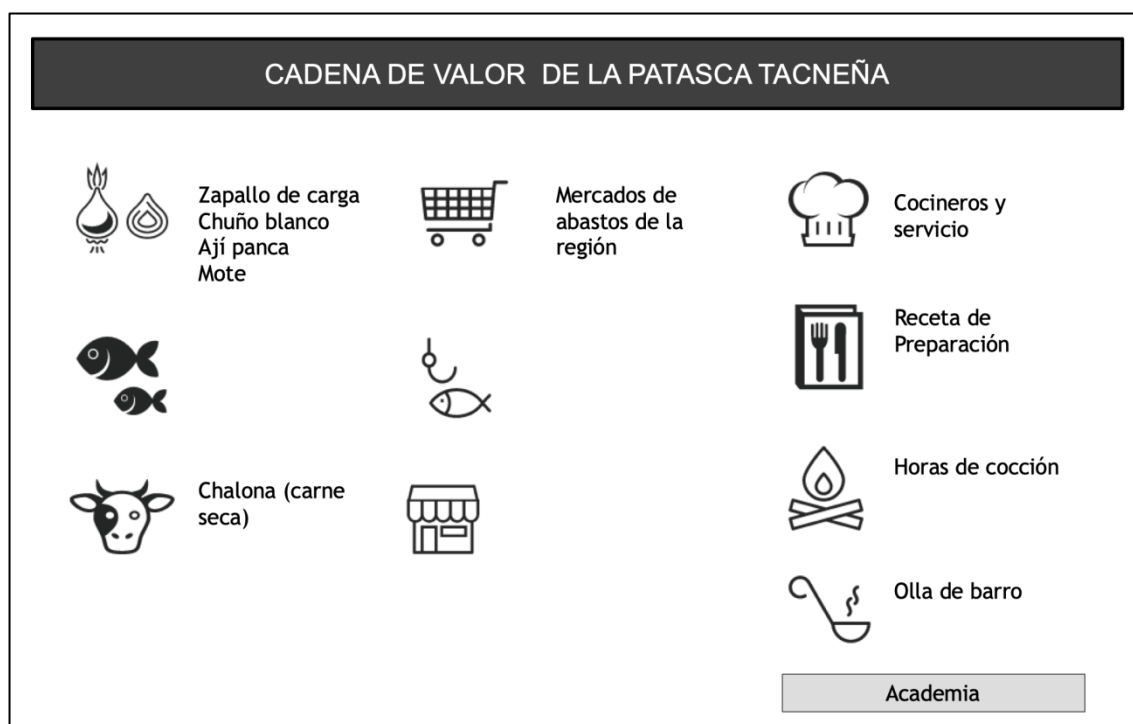 CADENA DE VALOR DE LA PATASCA TACNEÑA
Zapallo de carga
Chuño blanco
Ají panca
Mote
Mercados de
abastos de la
región
Cocineros y
servicio
Receta de
Preparación
Chalona (carne
seca)
Horas de cocción
Olla de barro
Academia